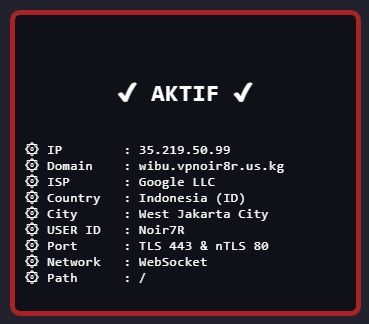 ✔ AKTIF ✔
IP : 35.219.50.99
Domain : wibu.vpnoir8r.us.kg
ISP : Google LLC
Country : Indonesia (ID)
City : West Jakarta City
USER ID : Noir7R
Port : TLS 443 & nTLS 80
Network : WebSocket
Path : /